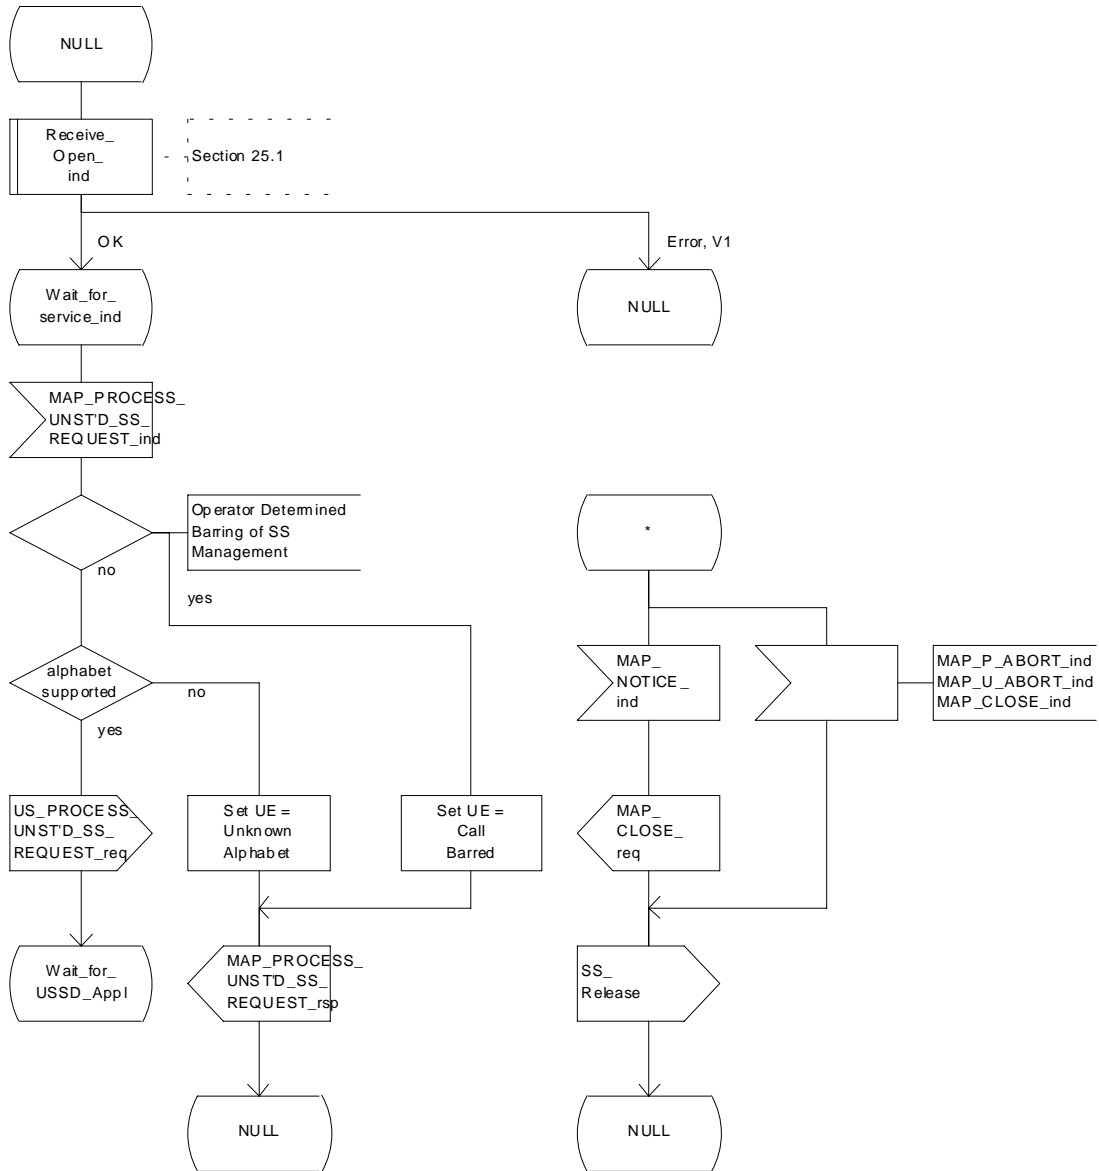 NULL
Receive_
Open_
ind
Section 25.1
OK
Error, V1
Wait_for_
service_ind
NULL
MAP_PROCESS_
UNST'D_SS_
REQUEST_ind
Operator Determined
Barring of SS
Management
no
yes
*
alphabet
supported
no
yes
MAP_
NOTICE_
ind
MAP_P_ABORT_ind
MAP_U_ABORT_ind
MAP_CLOSE_ind
US_PROCESS_
UNST'D_SS_
REQUEST_req
Set UE =
Unknown
Alphabet
Set UE =
Call
Barred
MAP_
CLOSE_
req
Wait_for_
USSD_Appl
MAP_PROCESS_
UNST'D_SS_
REQUEST_rsp
SS_
Release
NULL
NULL